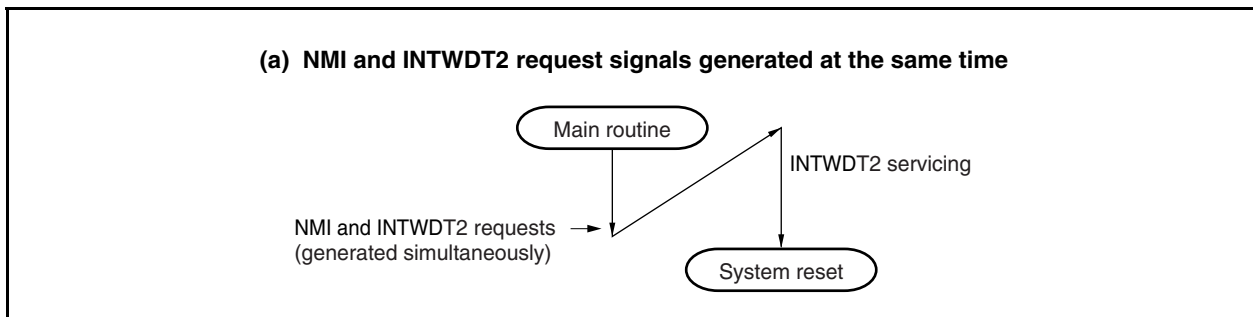 (a) NMI and INTWDT2 request signals generated at the same time
Main routine
INTWDT2 servicing
NMI and INTWDT2 requests
(generated simultaneously)
System reset